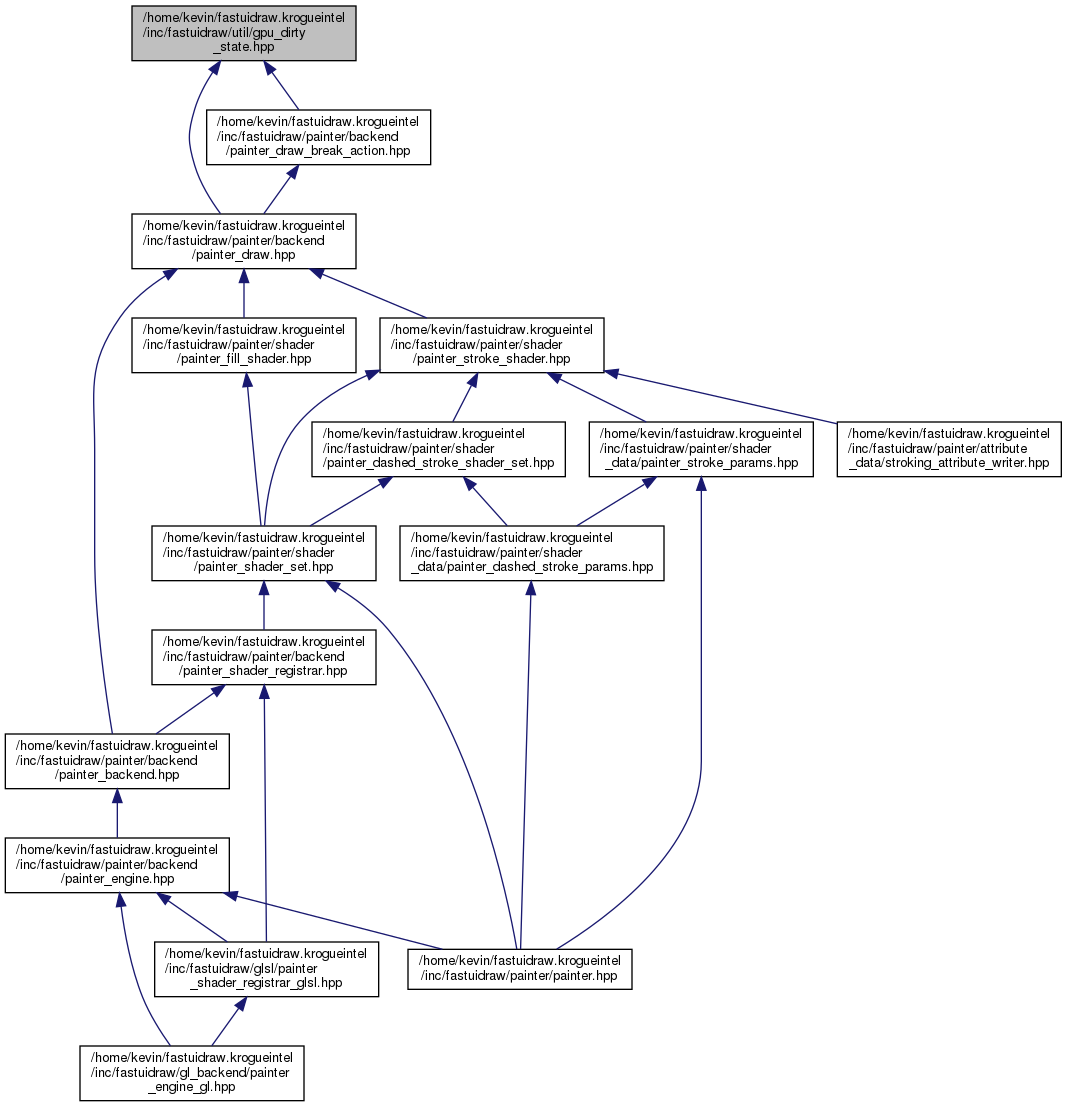 /home/kevin/fastuidraw.krogueintel
/inc/fastuidraw/util/gpu_dirty
_state.hpp
/home/kevin/fastuidraw.krogueintel
/inc/fastuidraw/painter/backend
/painter_draw_break_action.hpp
/home/kevin/fastuidraw.krogueintel
/inc/fastuidraw/painter/backend
/painter_draw.hpp
/home/kevin/fastuidraw.krogueintel
/inc/fastuidraw/painter/shader
/painter_fill_shader.hpp
/home/kevin/fastuidraw.krogueintel
/inc/fastuidraw/painter/shader
/painter_stroke_shader.hpp
/home/kevin/fastuidraw.krogueintel
/inc/fastuidraw/painter/shader
/painter_dashed_stroke_shader_set.hpp
/home/kevin/fastuidraw.krogueintel
/inc/fastuidraw/painter/shader
_data/painter_stroke_params.hpp
/home/kevin/fastuidraw.krogueintel
/inc/fastuidraw/painter/attribute
_data/stroking_attribute_writer.hpp
/home/kevin/fastuidraw.krogueintel
/inc/fastuidraw/painter/shader
/painter_shader_set.hpp
/home/kevin/fastuidraw.krogueintel
/inc/fastuidraw/painter/shader
_data/painter_dashed_stroke_params.hpp
/home/kevin/fastuidraw.krogueintel
/inc/fastuidraw/painter/backend
/painter_shader_registrar.hpp
/home/kevin/fastuidraw.krogueintel
/inc/fastuidraw/painter/backend
/painter_backend.hpp
/home/kevin/fastuidraw.krogueintel
/inc/fastuidraw/painter/backend
/painter_engine.hpp
/home/kevin/fastuidraw.krogueintel
/inc/fastuidraw/glsl/painter
_shader_registrar_glsl.hpp
/home/kevin/fastuidraw.krogueintel
/inc/fastuidraw/painter/painter.hpp
/home/kevin/fastuidraw.krogueintel
/inc/fastuidraw/gl_backend/painter
_engine_gl.hpp